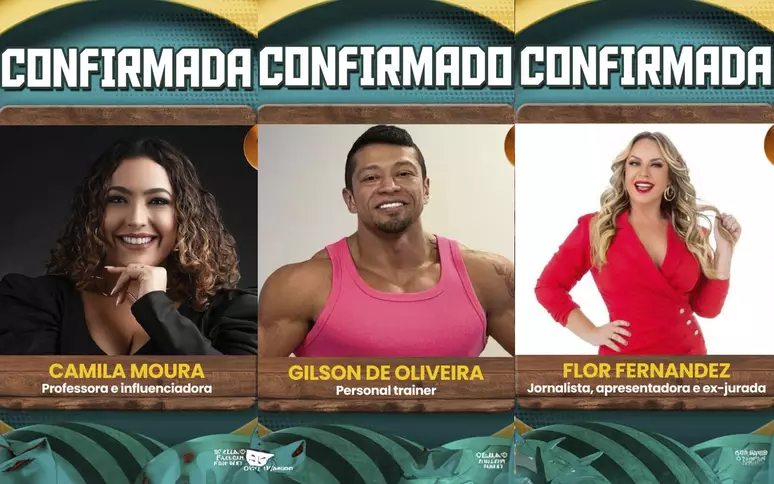 CONFIRMADA
CAMILA MOURA
Professora e influenciadora
CONFIRMADO
GILSON DE OLIVEIRA
Personal trainer
CONFIRMADA
FLOR FERNANDEZ
Jornalista, apresentadora e ex-jurada